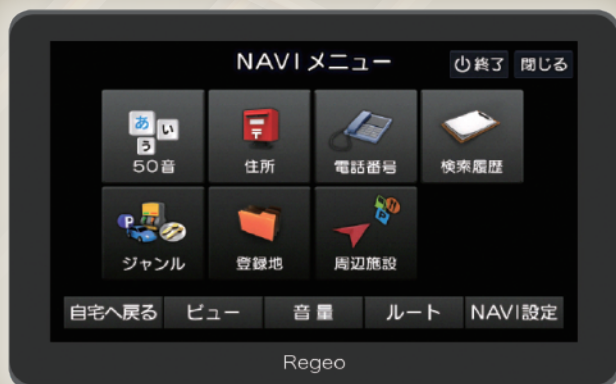 NAVIメニュー
終了 閉じる
あ い う
50音 住所 電話番号 検索履歴
P
ジャンル 登録地 周辺施設
自宅へ戻る ビュー 音量 ルート NAVI設定
Regeo